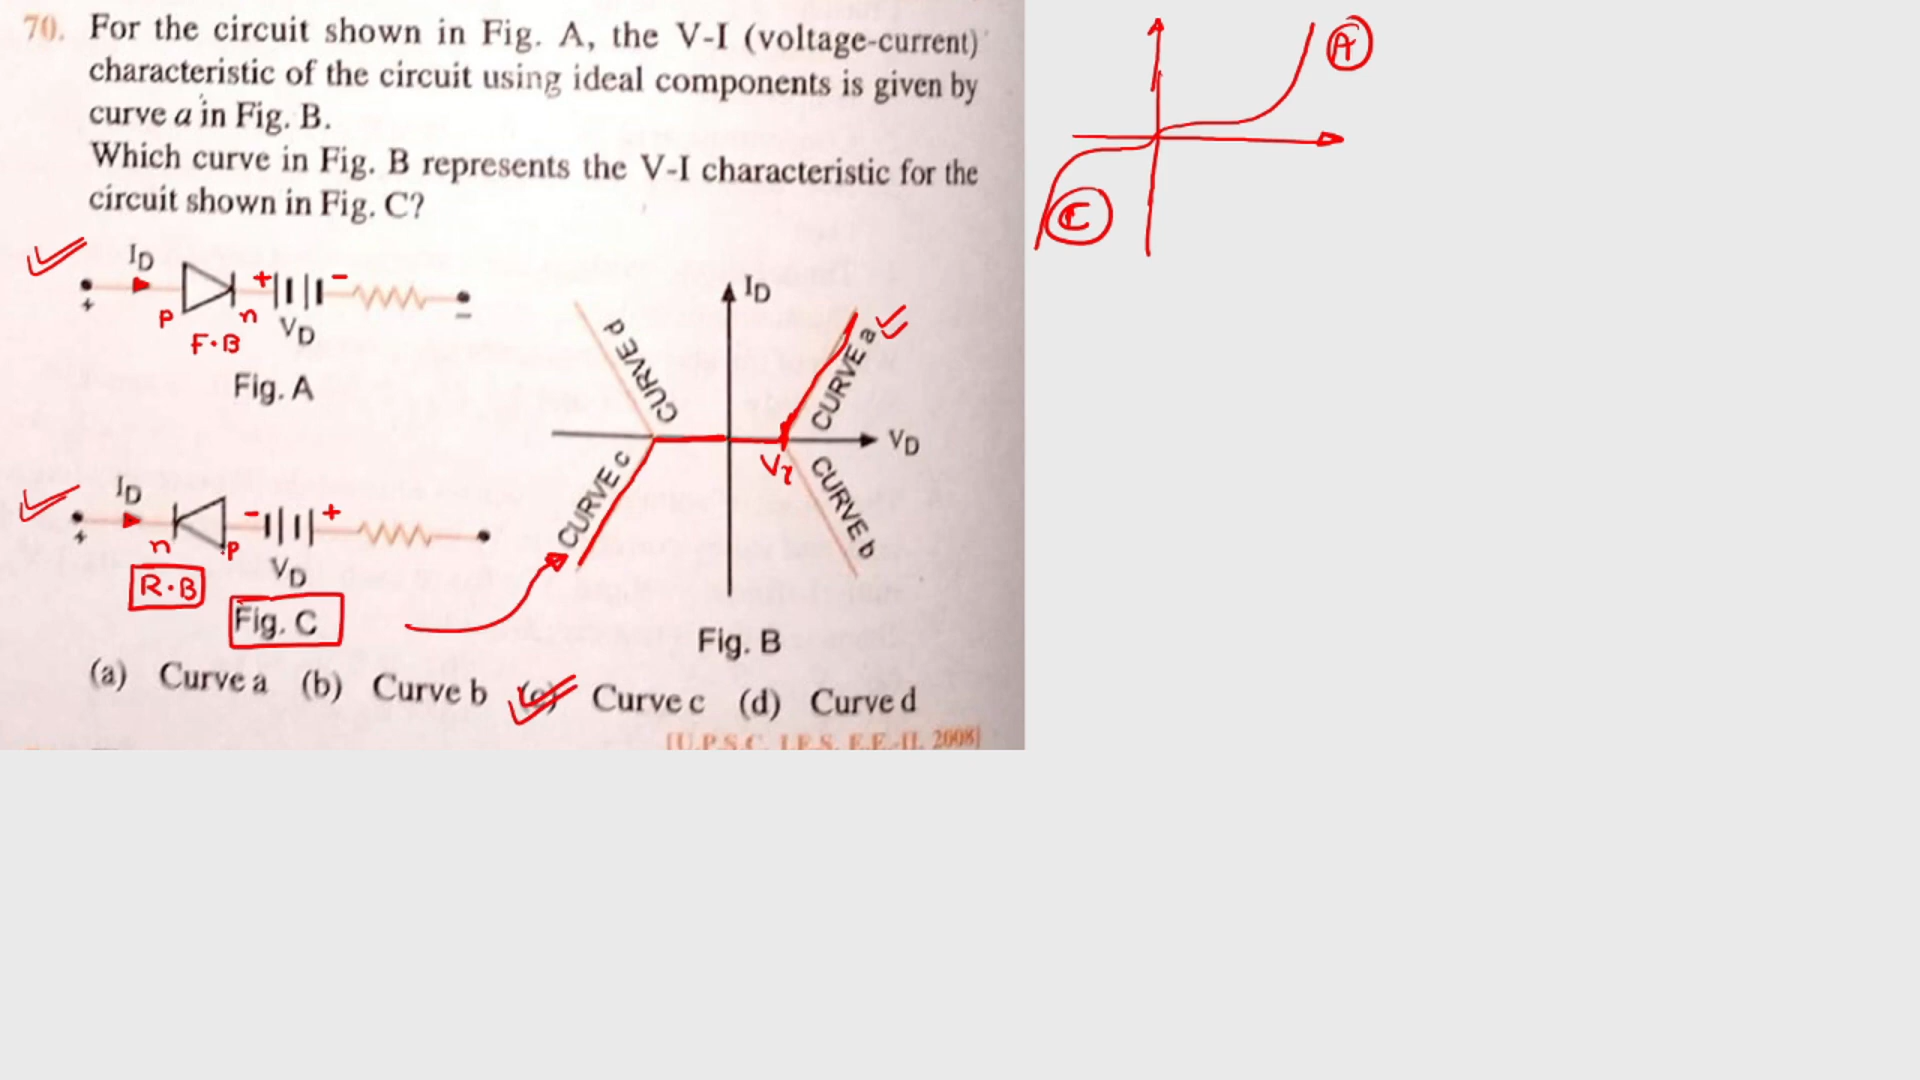 70. For the circuit shown in Fig. A, the V-I (voltage-current)
characteristic of the circuit using ideal components is given by
curve a in Fig. B.
Which curve in Fig. B represents the V-I characteristic for the
circuit shown in Fig. C?
A
C
ID
+
P
n
+
-
F·B
VD
Fig. A
ID
+
n
P
-
+
R·B
VD
Fig. C
ID
VD
CURVE d
CURVE a
CURVE c
CURVE b
Fig. B
(a) Curve a (b) Curve b (c) Curve c (d) Curve d
[U.P.S.C. I.E.S. E.E.-II, 2008]